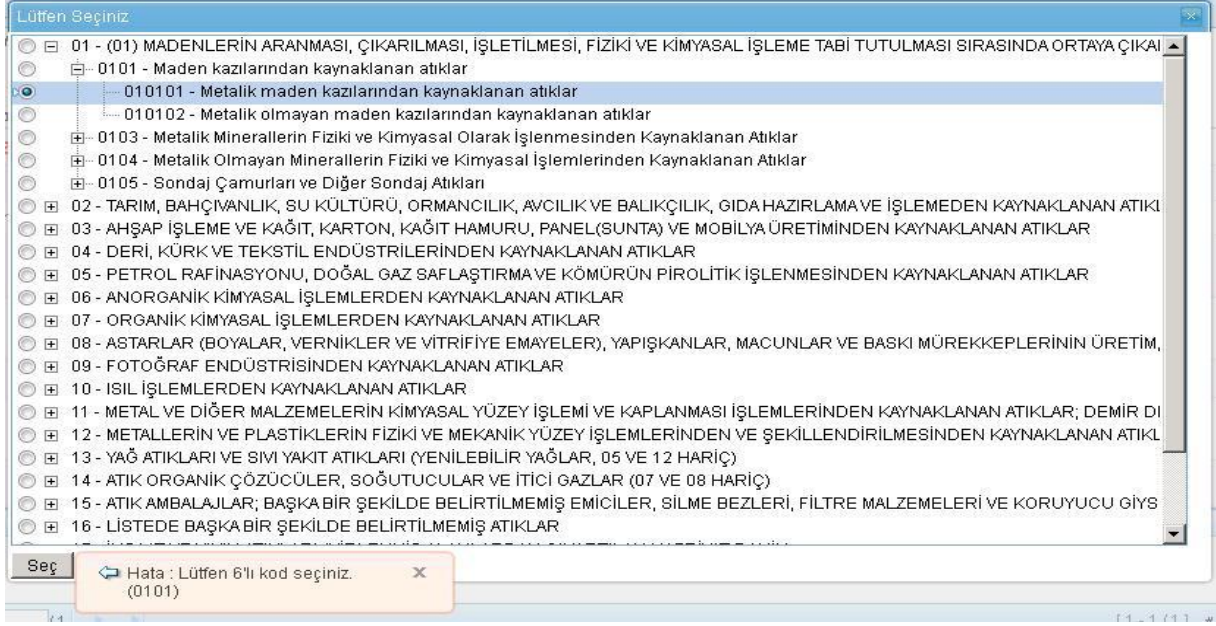 Lütfen Seçiniz
01 - (01) MADENLERİN ARANMASI, ÇIKARILMASI, İŞLETİLMESİ, FİZİKİ VE KİMYASAL İŞLEME TABİ TUTULMASI SIRASINDA ORTAYA ÇIKAI
0101 - Maden kazılarından kaynaklanan atıklar
010101 - Metalik maden kazılarından kaynaklanan atıklar
010102 - Metalik olmayan maden kazılarından kaynaklanan atıklar
0103 - Metalik Minerallerin Fiziki ve Kimyasal Olarak İşlenmesinden Kaynaklanan Atıklar
0104 - Metalik Olmayan Minerallerin Fiziki ve Kimyasal İşlemlerinden Kaynaklanan Atıklar
0105 - Sondaj Çamurları ve Diğer Sondaj Atıkları
02 - TARIM, BAHÇIVANLIK, SU KÜLTÜRÜ, ORMANCILIK, AVCILIK VE BALIKÇILIK, GIDA HAZIRLAMA VE İŞLEMEDEN KAYNAKLANAN ATIKL
03 - AHŞAP İŞLEME VE KAĞIT, KARTON, KAĞIT HAMURU, PANEL(SUNTA) VE MOBİLYA ÜRETİMİNDEN KAYNAKLANAN ATIKLAR
04 - DERİ, KÜRK VE TEKSTİL ENDÜSTRİLERİNDEN KAYNAKLANAN ATIKLAR
05 - PETROL RAFİNASYONU, DOĞAL GAZ SAFLAŞTIRMA VE KÖMÜRÜN PİROLİTİK İŞLENMESİNDEN KAYNAKLANAN ATIKLAR
06 - ANORGANİK KİMYASAL İŞLEMLERDEN KAYNAKLANAN ATIKLAR
07 - ORGANİK KİMYASAL İŞLEMLERDEN KAYNAKLANAN ATIKLAR
08 - ASTARLAR (BOYALAR, VERNİKLER VE VİTRİFİYE EMAYELER), YAPIŞKANLAR, MACUNLAR VE BASKI MÜREKKEPLERİNİN ÜRETİM,
09 - FOTOĞRAF ENDÜSTRİSİNDEN KAYNAKLANAN ATIKLAR
10 - ISIL İŞLEMLERDEN KAYNAKLANAN ATIKLAR
11 - METAL VE DİĞER MALZEMELERİN KİMYASAL YÜZEY İŞLEMİ VE KAPLANMASI İŞLEMLERİNDEN KAYNAKLANAN ATIKLAR; DEMİR DI
12 - METALLERİN VE PLASTİKLERİN FİZİKİ VE MEKANİK YÜZEY İŞLEMLERİNDEN VE ŞEKİLLENDİRİLMESİNDEN KAYNAKLANAN ATIKL
13 - YAĞ ATIKLARI VE SIVI YAKIT ATIKLARI (YENİLEBİLİR YAĞLAR, 05 VE 12 HARİÇ)
14 - ATIK ORGANİK ÇÖZÜCÜLER, SOĞUTUCULAR VE İTİCİ GAZLAR (07 VE 08 HARİÇ)
15 - ATIK AMBALAJLAR; BAŞKA BİR ŞEKİLDE BELİRTİLMEMİŞ EMİCİLER, SİLME BEZLERİ, FİLTRE MALZEMELERİ VE KORUYUCU GİYS
16 - LİSTEDE BAŞKA BİR ŞEKİLDE BELİRTİLMEMİŞ ATIKLAR
Seç
Hata : Lütfen 6'lı kod seçiniz.
(0101)